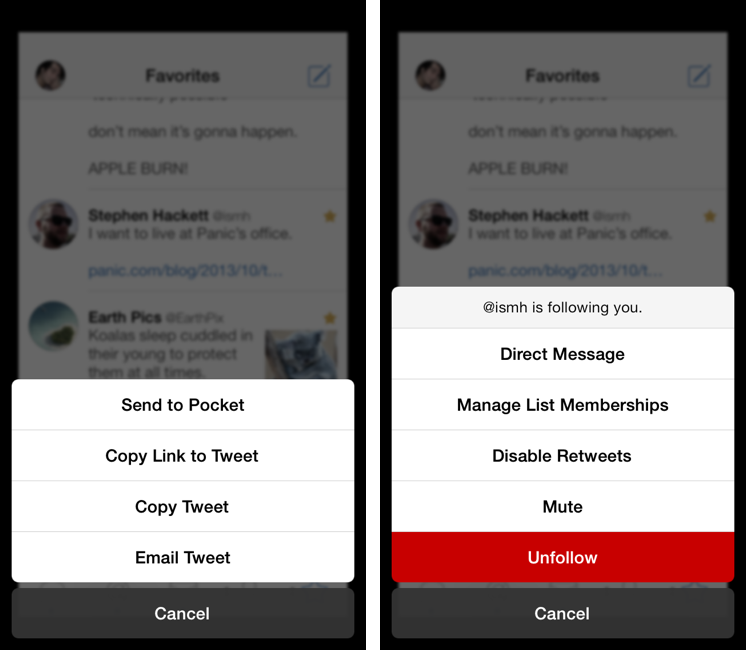 Favorites
don't mean it's gonna happen.
APPLE BURN!
Stephen Hackett @ismh
I want to live at Panic's office.
panic.com/blog/2013/10/t…
Earth Pics @EarthPix
Koalas sleep cuddled in
their young to protect
them at all times.
Send to Pocket
Copy Link to Tweet
Copy Tweet
Email Tweet
Cancel
Favorites
don't mean it's gonna happen.
APPLE BURN!
Stephen Hackett @ismh
I want to live at Panic's office.
panic.com/blog/2013/10/t…
@ismh is following you.
Direct Message
Manage List Memberships
Disable Retweets
Mute
Unfollow
Cancel